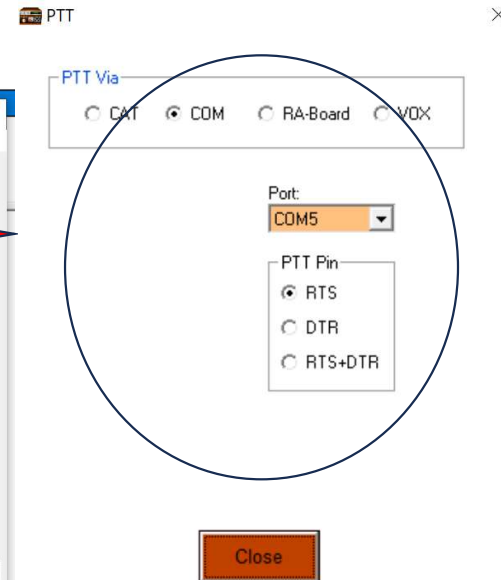 PTT
PTT Via
CAT COM RA-Board VOX
Port:
COM5
PTT Pin
RTS
DTR
RTS+DTR
Close